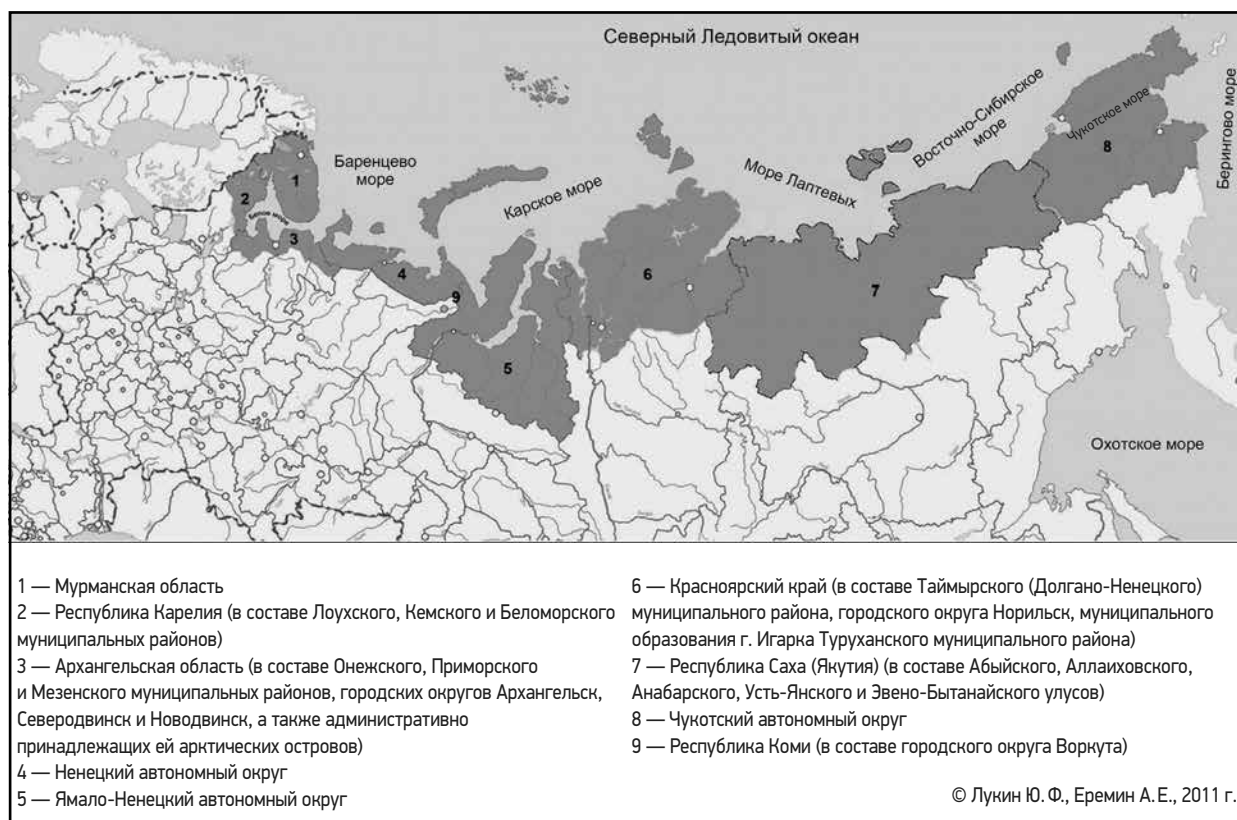 Северный Ледовитый океан
Баренцево
море
Карское море
Море Лаптевых
Восточно-Сибирское
море
Чукотское море
Берингово море
Белое море
Охотское море
1
2
3
4
5
6
7
8
9
1 — Мурманская область
2 — Республика Карелия (в составе Лоухского, Кемского и Беломорского
муниципальных районов)
3 — Архангельская область (в составе Онежского, Приморского
и Мезенского муниципальных районов, городских округов Архангельск,
Северодвинск и Новодвинск, а также административно
принадлежащих ей арктических островов)
4 — Ненецкий автономный округ
5 — Ямало-Ненецкий автономный округ
6 — Красноярский край (в составе Таймырского (Долгано-Ненецкого)
муниципального района, городского округа Норильск, муниципального
образования г. Игарка Туруханского муниципального района)
7 — Республика Саха (Якутия) (в составе Абыйского, Аллаиховского,
Анабарского, Усть-Янского и Эвено-Бытанайского улусов)
8 — Чукотский автономный округ
9 — Республика Коми (в составе городского округа Воркута)
© Лукин Ю. Ф., Еремин А. Е., 2011 г.